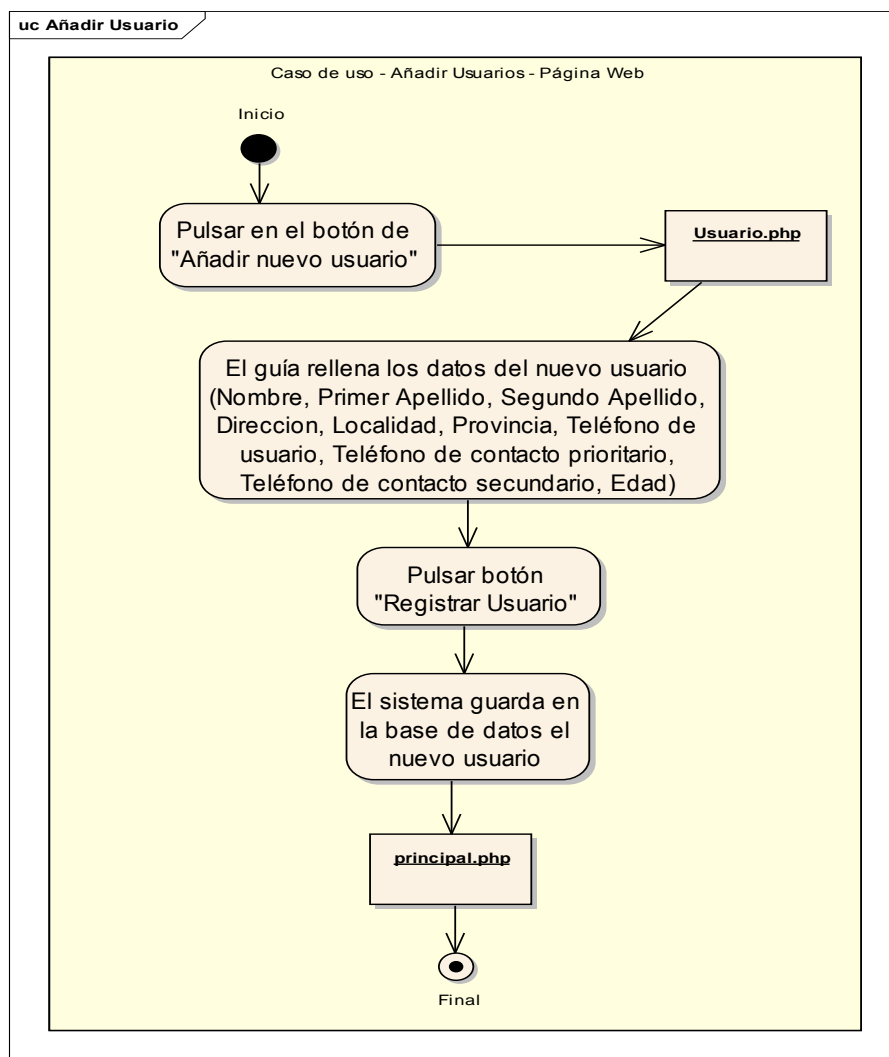 uc Añadir Usuario
Caso de uso - Añadir Usuarios - Página Web
Inicio
Pulsar en el botón de
"Añadir nuevo usuario"
Usuario.php
El guía rellena los datos del nuevo usuario
(Nombre, Primer Apellido, Segundo Apellido,
Direccion, Localidad, Provincia, Teléfono de
usuario, Teléfono de contacto prioritario,
Teléfono de contacto secundario, Edad)
Pulsar botón
"Registrar Usuario"
El sistema guarda en
la base de datos el
nuevo usuario
principal.php
Final